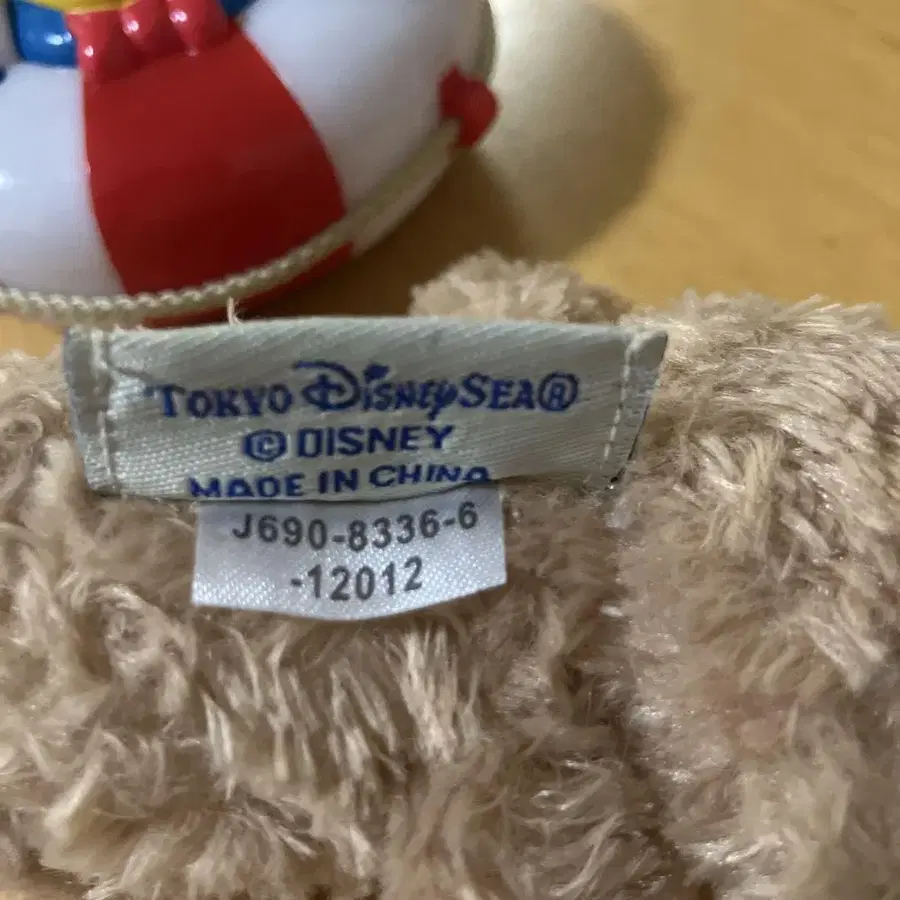 TOKYO DISNEYSEA®
© DISNEY
MADE IN CHINA
J690-8336-6
-12012